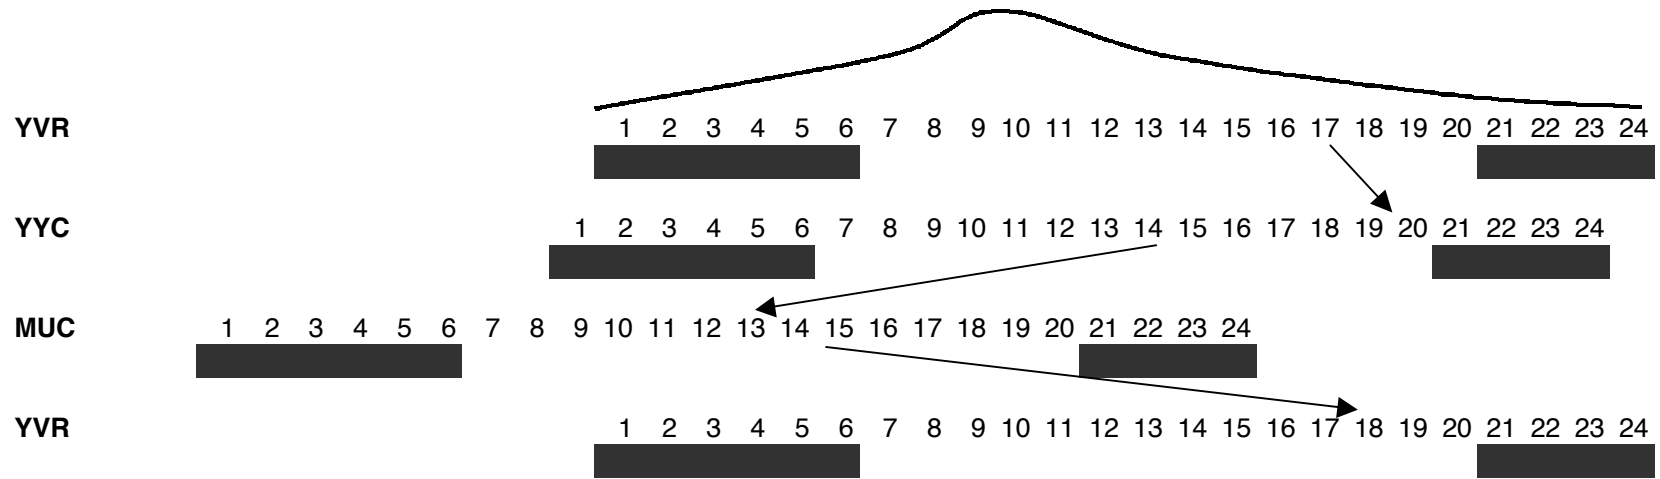 YVR 1 2 3 4 5 6 7 8 9 10 11 12 13 14 15 16 17 18 19 20 21 22 23 24
YYC 1 2 3 4 5 6 7 8 9 10 11 12 13 14 15 16 17 18 19 20 21 22 23 24
MUC 1 2 3 4 5 6 7 8 9 10 11 12 13 14 15 16 17 18 19 20 21 22 23 24
YVR 1 2 3 4 5 6 7 8 9 10 11 12 13 14 15 16 17 18 19 20 21 22 23 24